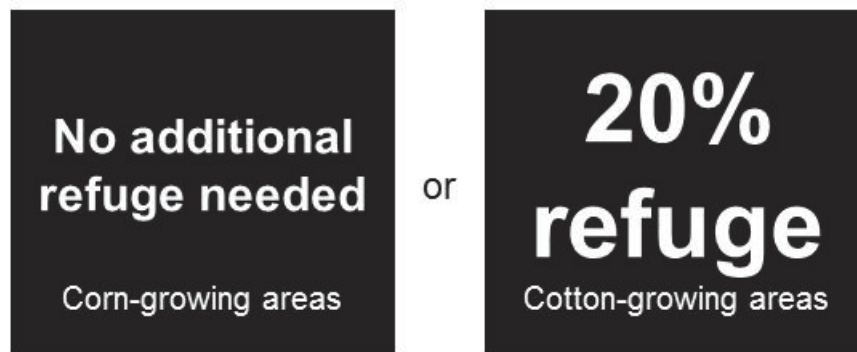 No additional
refuge needed
Corn-growing areas
or
20%
refuge
Cotton-growing areas